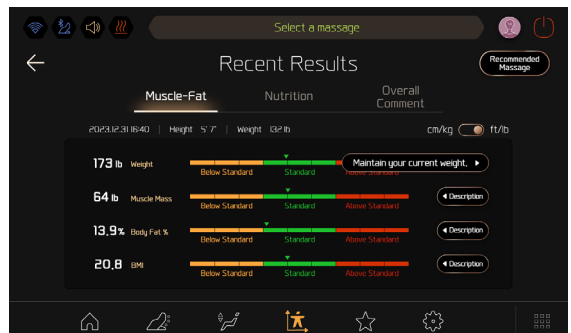 Select a massage
Recent Results
Recommended
Massage
Muscle-Fat
Nutrition
Overall
Comment
2023.12.31 16:40 | Height 5' 7" | Weight 132 lb
cm/kg
ft/lb
173 lb Weight
Below Standard
Standard
Above Standard
Maintain your current weight.
64 lb Muscle Mass
Below Standard
Standard
Above Standard
Description
13.9% Body Fat %
Below Standard
Standard
Above Standard
Description
20.8 BMI
Below Standard
Standard
Above Standard
Description